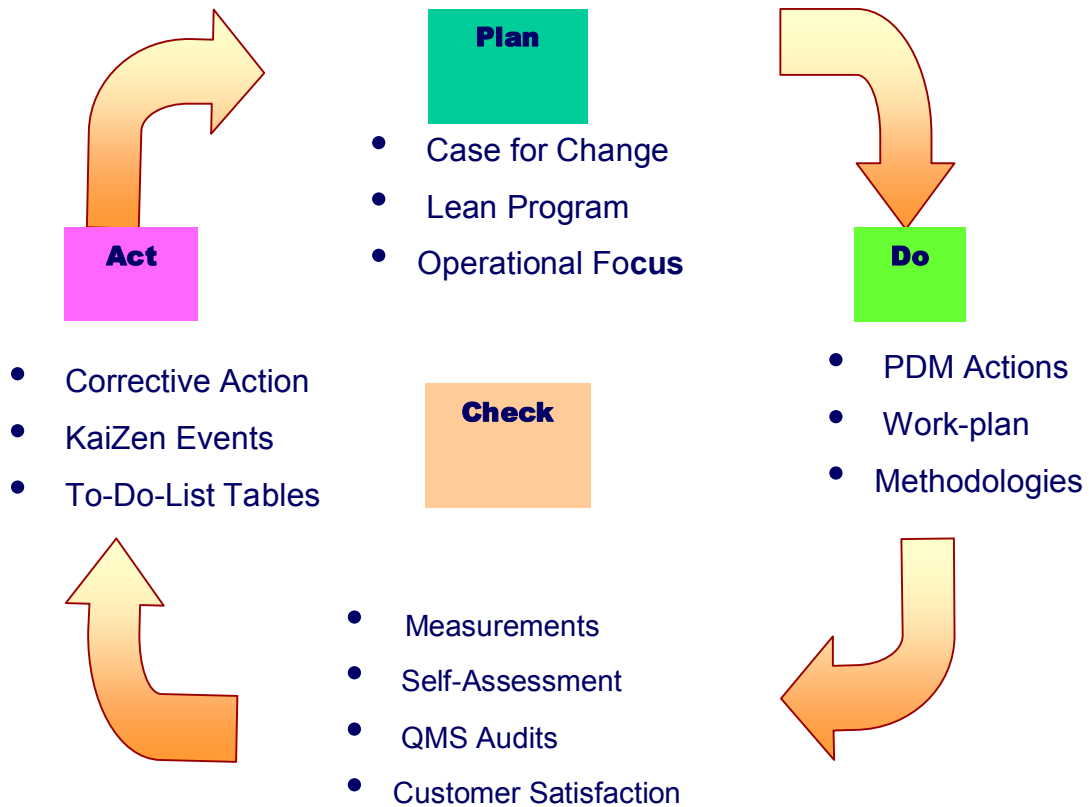 Plan
• Case for Change
• Lean Program
• Operational Focus
Act
Do
• Corrective Action
• KaiZen Events
• To-Do-List Tables
Check
• PDM Actions
• Work-plan
• Methodologies
• Measurements
• Self-Assessment
• QMS Audits
• Customer Satisfaction